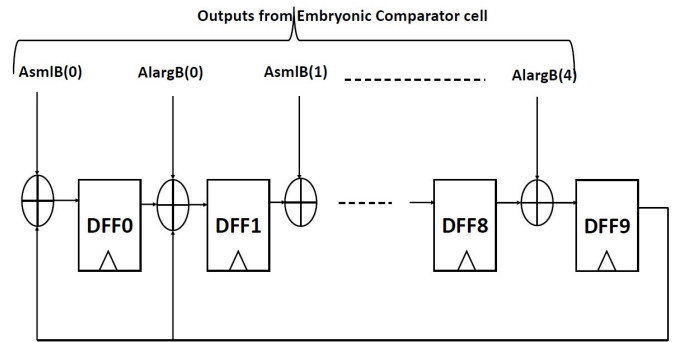 Outputs from Embryonic Comparator cell
AsmlB(0) AlargB(0) AsmlB(1) AlargB(4)
DFF0 DFF1 DFF8 DFF9